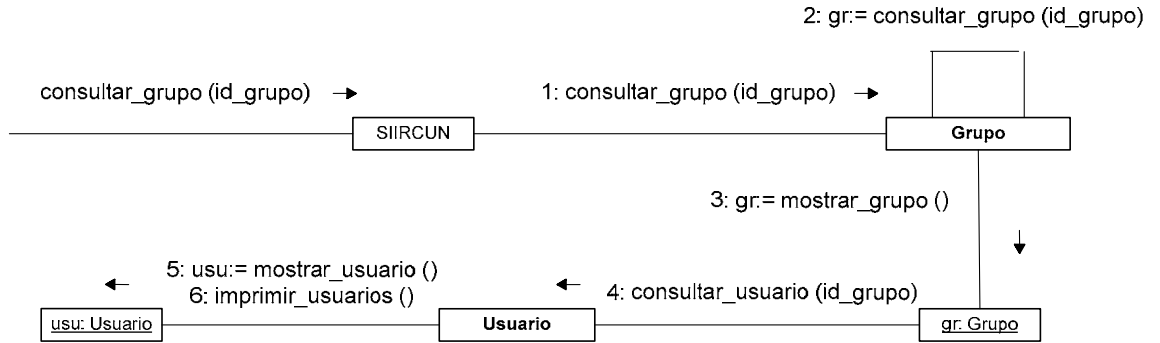 2: gr:= consultar_grupo (id_grupo)
consultar_grupo (id_grupo)
1: consultar_grupo (id_grupo)
SIIRCUN
Grupo
3: gr:= mostrar_grupo ()
5: usu:= mostrar_usuario ()
6: imprimir_usuarios ()
4: consultar_usuario (id_grupo)
usu: Usuario
Usuario
gr: Grupo